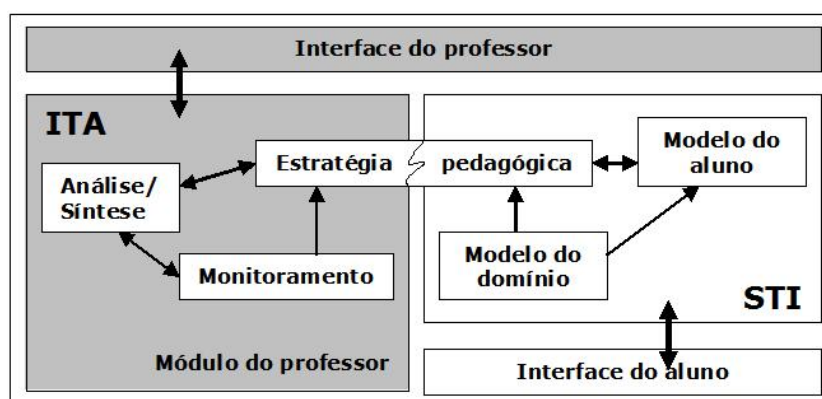 Interface do professor
ITA
Estratégia
pedagógica
Modelo do
aluno
Análise/
Síntese
Monitoramento
Modelo do
domínio
STI
Módulo do professor
Interface do aluno